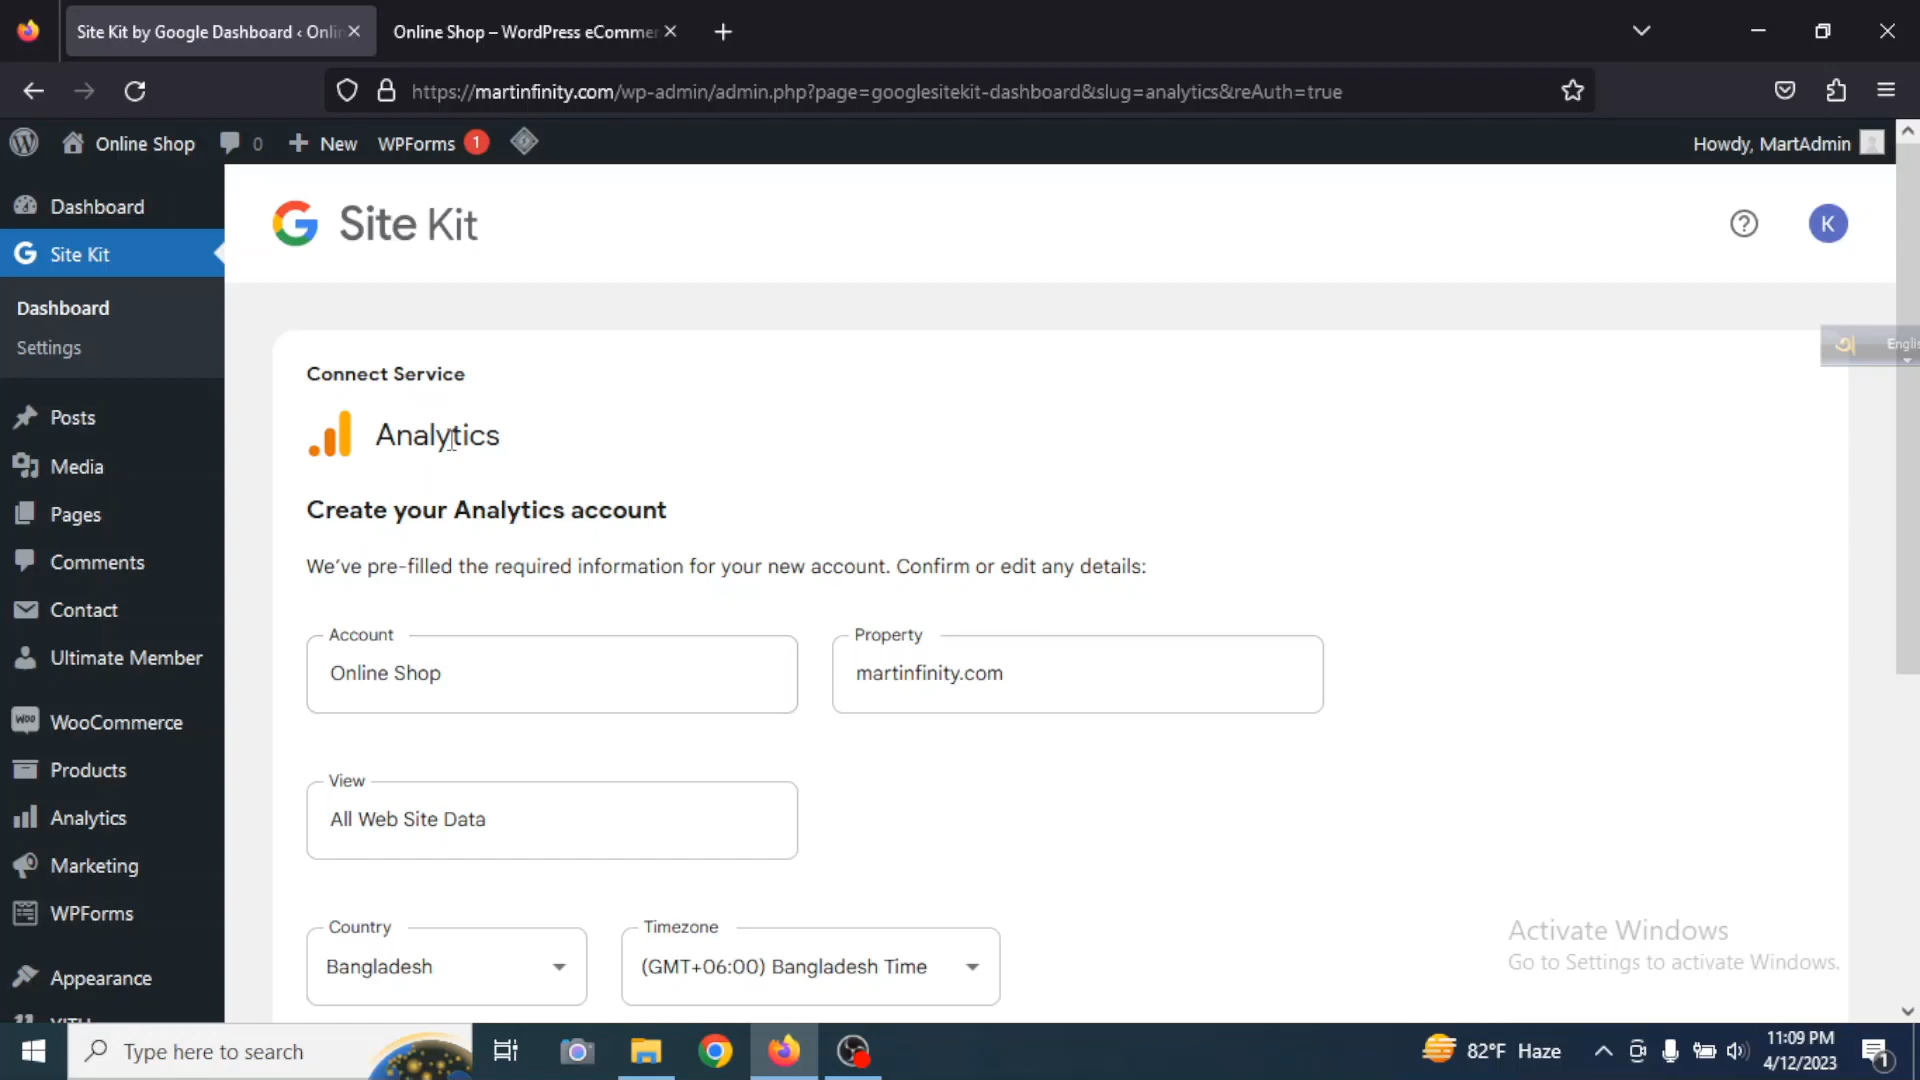 Site Kit by Google Dashboard ‹ Onli
Online Shop – WordPress eComme
https://martinfinity.com/wp-admin/admin.php?page=googlesitekit-dashboard&slug=analytics&reAuth=true
Online Shop 0 New WPForms 1
Howdy, MartAdmin
Dashboard
Site Kit
Dashboard
Settings
Posts
Media
Pages
Comments
Contact
Ultimate Member
WooCommerce
Products
Analytics
Marketing
WPForms
Appearance
G Site Kit
K
Englis
Connect Service
Analytics
Create your Analytics account
We've pre-filled the required information for your new account. Confirm or edit any details:
Account
Online Shop
Property
martinfinity.com
View
All Web Site Data
Country
Bangladesh
Timezone
(GMT+06:00) Bangladesh Time
Activate Windows
Go to Settings to activate Windows.
Type here to search
82°F Haze
11:09 PM
4/12/2023
1